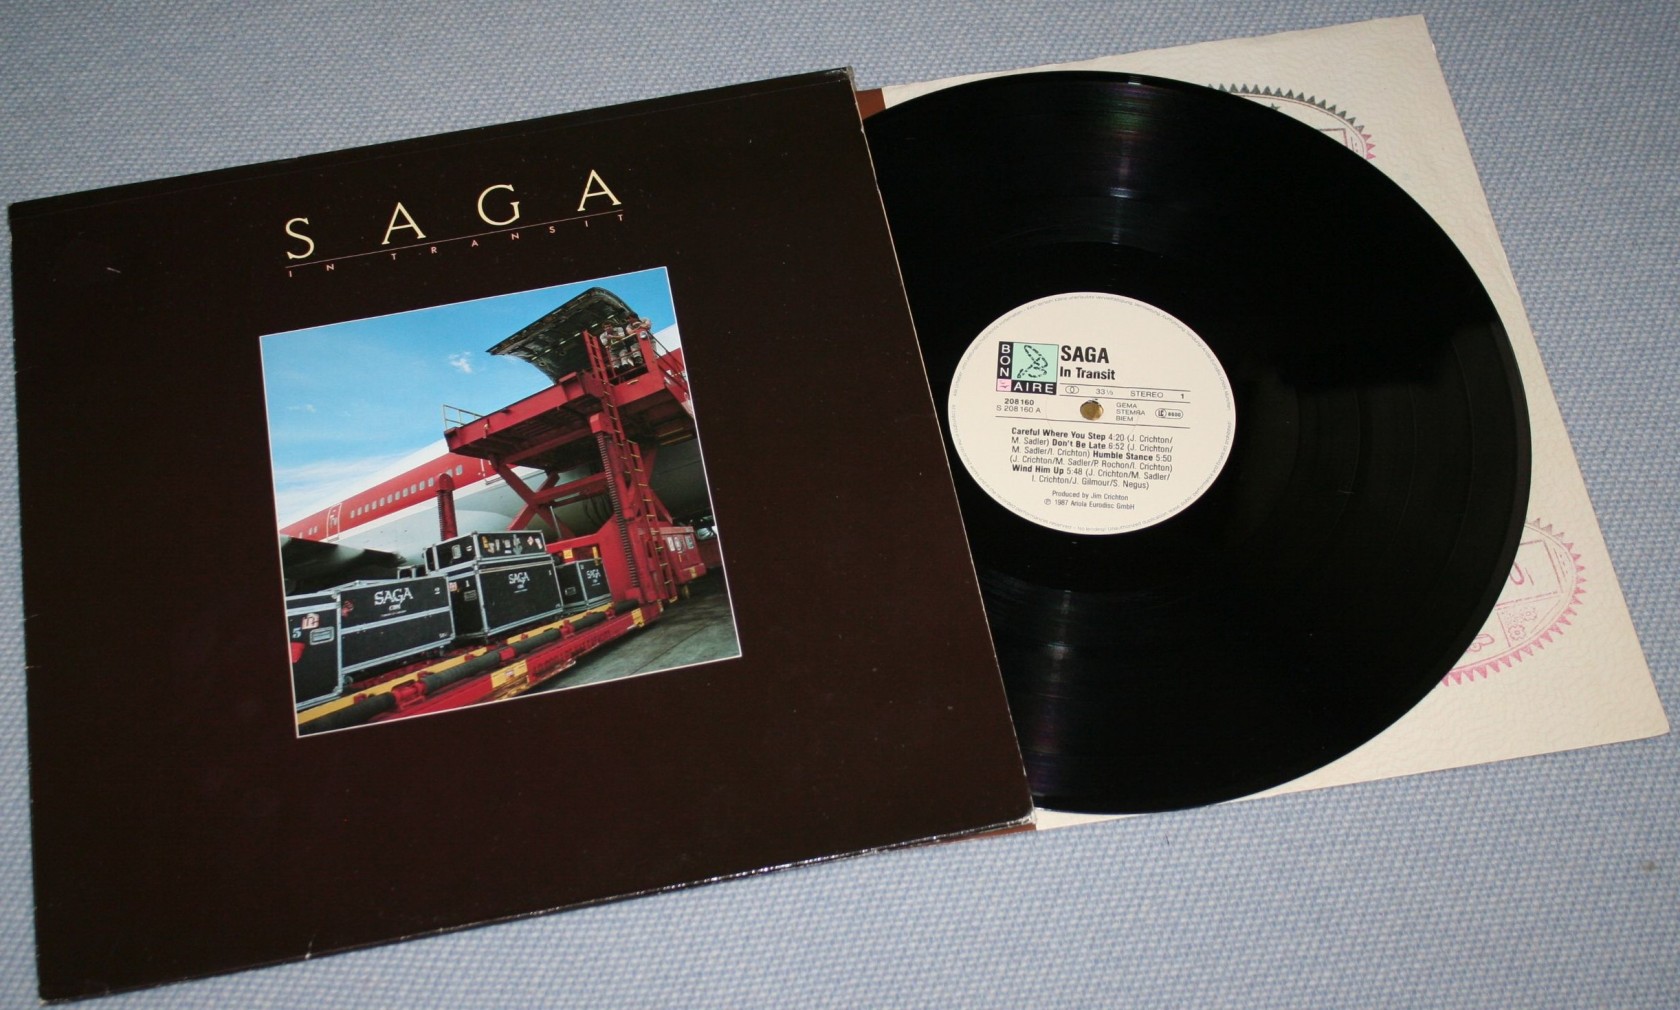 SAGA
IN TRANSIT
SAGA
SAGA
SAGA
BON
AIRE
SAGA
In Transit
33⅓ STEREO 1
208 160
S 208 160 A
GEMA
STEMRA
BIEM
Careful Where You Step 4:20 (J. Crichton/
M. Sadler) Don't Be Late 6:52 (J. Crichton/
M. Sadler/I. Crichton) Humble Stance 5:50
(J. Crichton/M. Sadler/P. Rochon/I. Crichton)
Wind Him Up 5:48 (J. Crichton/M. Sadler/
I. Crichton/J. Gilmour/S. Negus)
Produced by Jim Crichton
℗ 1987 Ariola Eurodisc GmbH